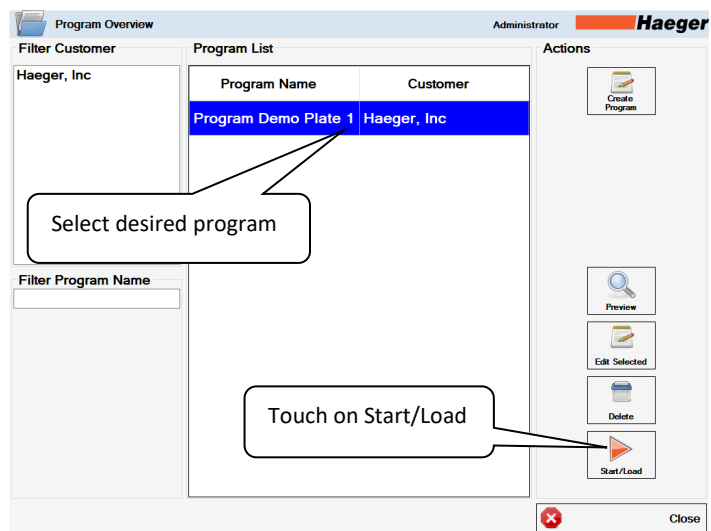 Program Overview
Administrator
Haeger
Filter Customer
Haeger, Inc
Program List
Program Name Customer
Program Demo Plate 1 Haeger, Inc
Select desired program
Filter Program Name
Touch on Start/Load
Actions
Create
Program
Preview
Edit Selected
Delete
Start/Load
Close